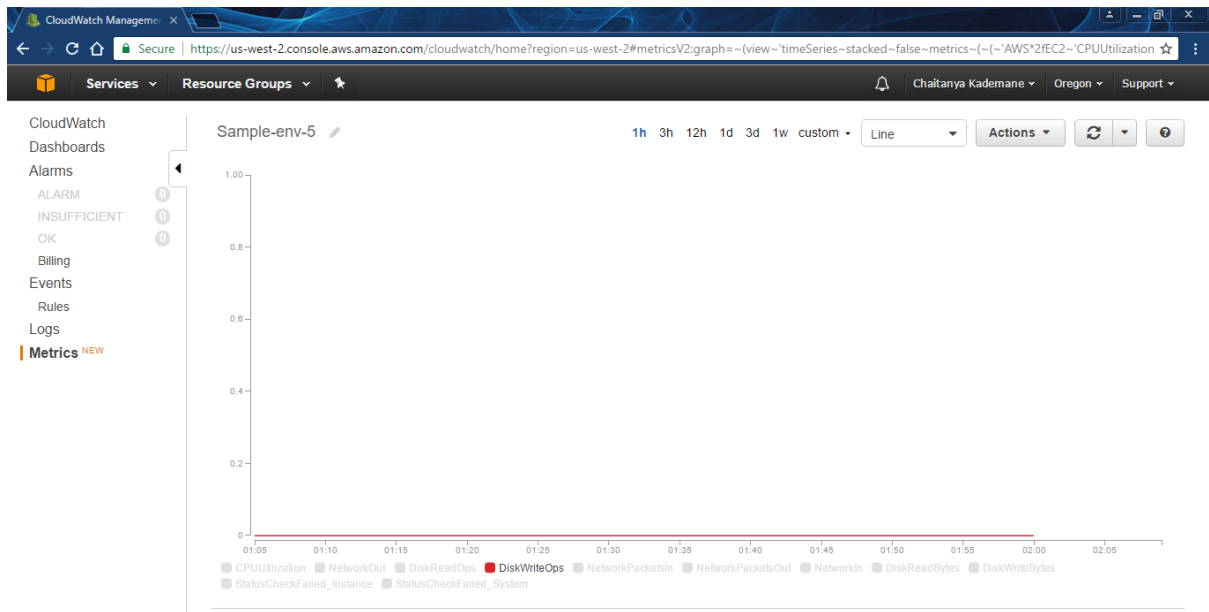 CloudWatch Managemer
Secure https://us-west-2.console.aws.amazon.com/cloudwatch/home?region=us-west-2#metricsV2:graph=~(view~'timeSeries~stacked~false~metrics~(~(~'AWS*2fEC2~'CPUUtilization
Services Resource Groups Chaitanya Kademane Oregon Support
CloudWatch
Dashboards
Alarms
ALARM 0
INSUFFICIENT 0
OK 0
Billing
Events
Rules
Logs
Metrics NEW
Sample-env-5 1h 3h 12h 1d 3d 1w custom Line Actions
1.00
0.8
0.6
0.4
0.2
0
01:05 01:10 01:15 01:20 01:25 01:30 01:35 01:40 01:45 01:50 01:55 02:00 02:05
CPUUtilization NetworkOut DiskReadOps DiskWriteOps NetworkPacketsIn NetworkPacketsOut NetworkIn DiskReadBytes DiskWriteBytes
StatusCheckFailed_Instance StatusCheckFailed_System